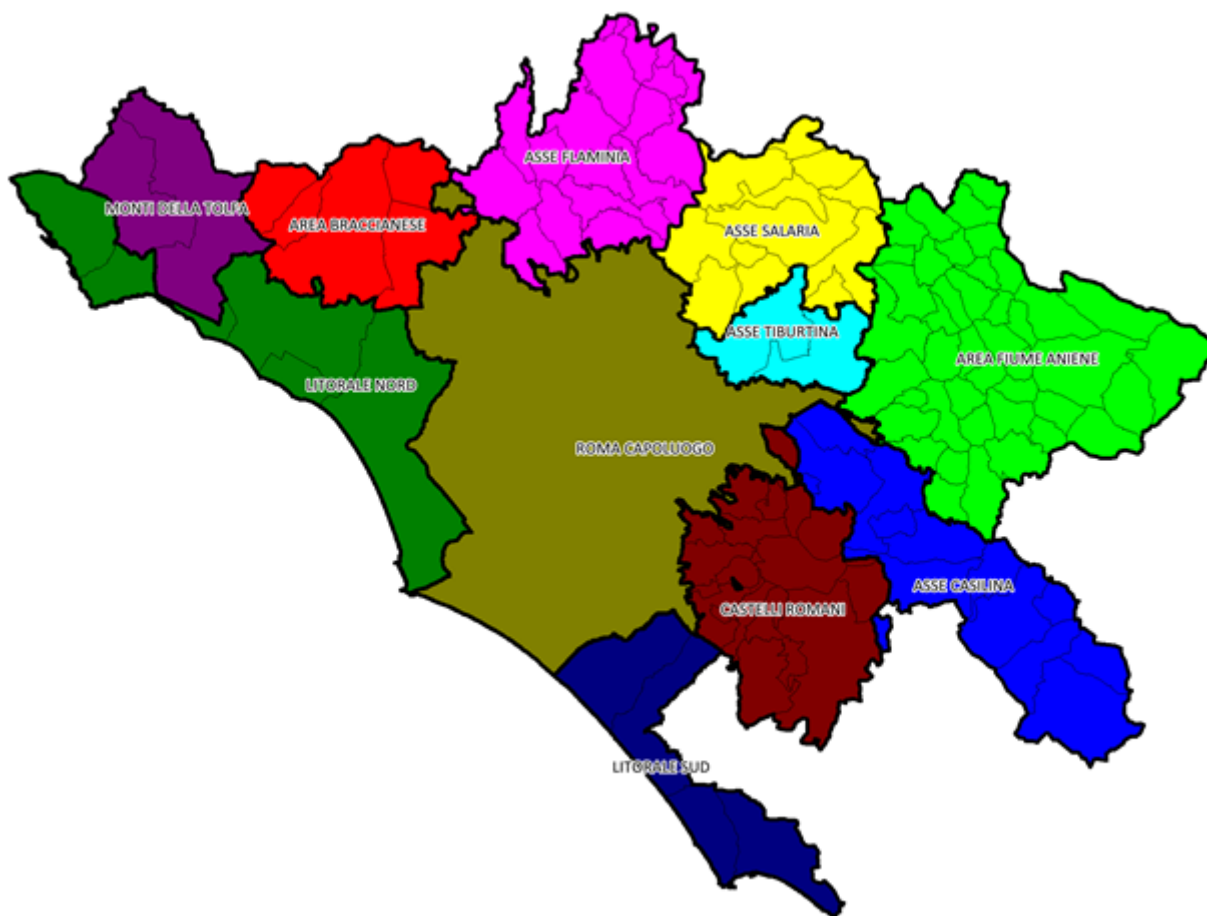 ASSE FLAMINIA
MONTI DELLA TOLFA
AREA BRACCIANESE
ASSE SALARIA
ASSE TIBURTINA
AREA FIUME ANIENE
LITORALE NORD
ROMA CAPOLUOGO
ASSE CASILINA
CASTELLI ROMANI
LITORALE SUD